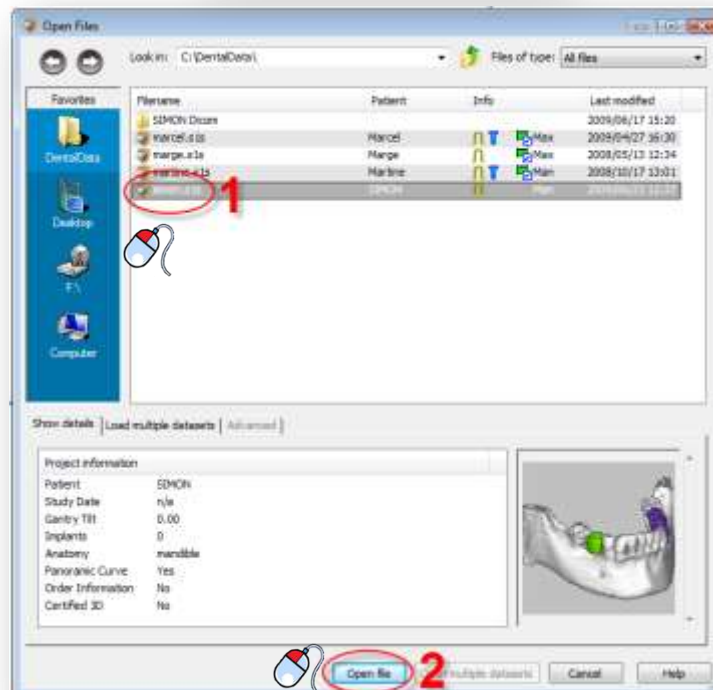 Open Files
Look in: C:\DentalData\ Files of type: All files
Favorites
DentalData
Desktop
F:\
Computer
Filename Patient Info Last modified
SIMON Dicom 2009/06/17 15:20
marcel.sis Marcel Max 2009/04/27 16:30
marge.sis Marge Max 2008/05/13 12:34
Martine Man 2008/10/17 13:01
SIMON Man
1
Show details Load multiple datasets Advanced
Project information
Patient SIMON
Study Date n/a
Gantry Tilt 0.00
Implants 0
Anatomy mandible
Panoramic Curve Yes
Order Information No
Certified 3D No
Open file 2 multiple datasets Cancel Help